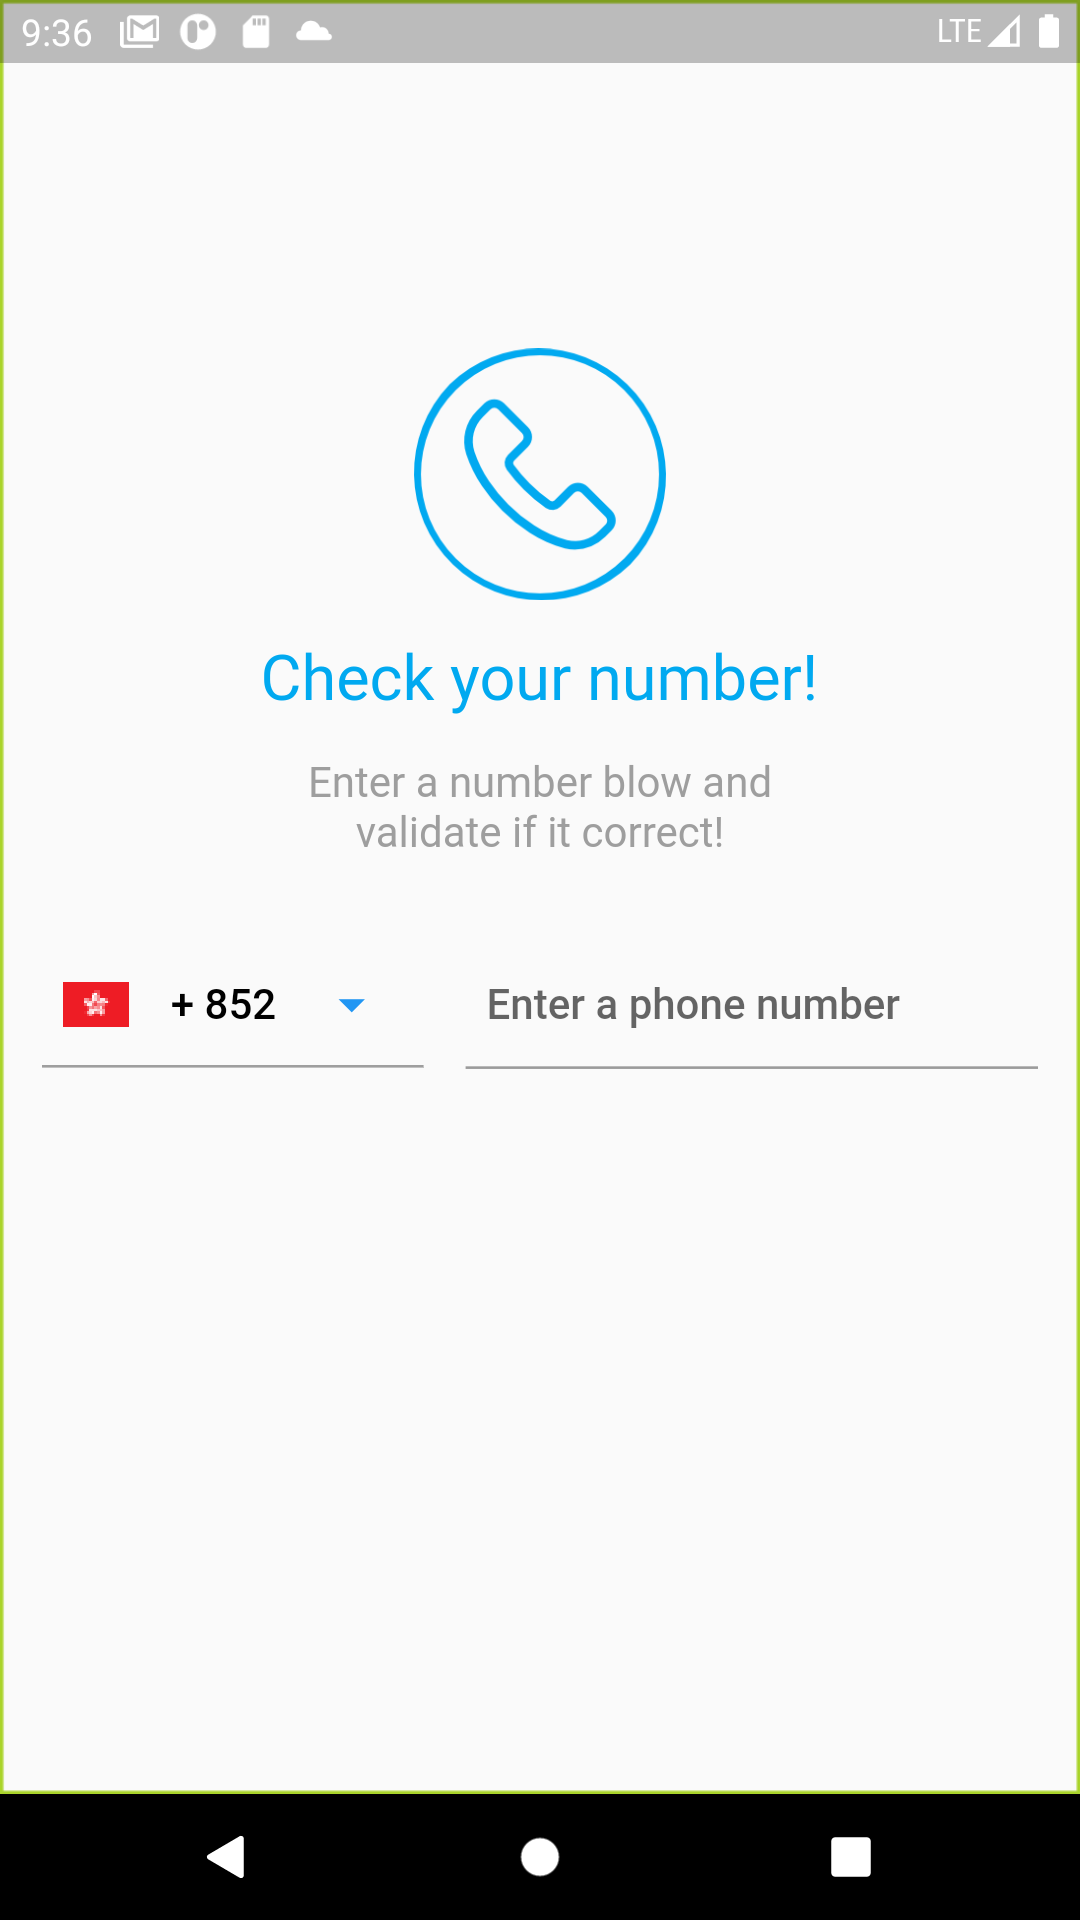 9:36
LTE
Check your number!
Enter a number blow and
validate if it correct!
+ 852
Enter a phone number